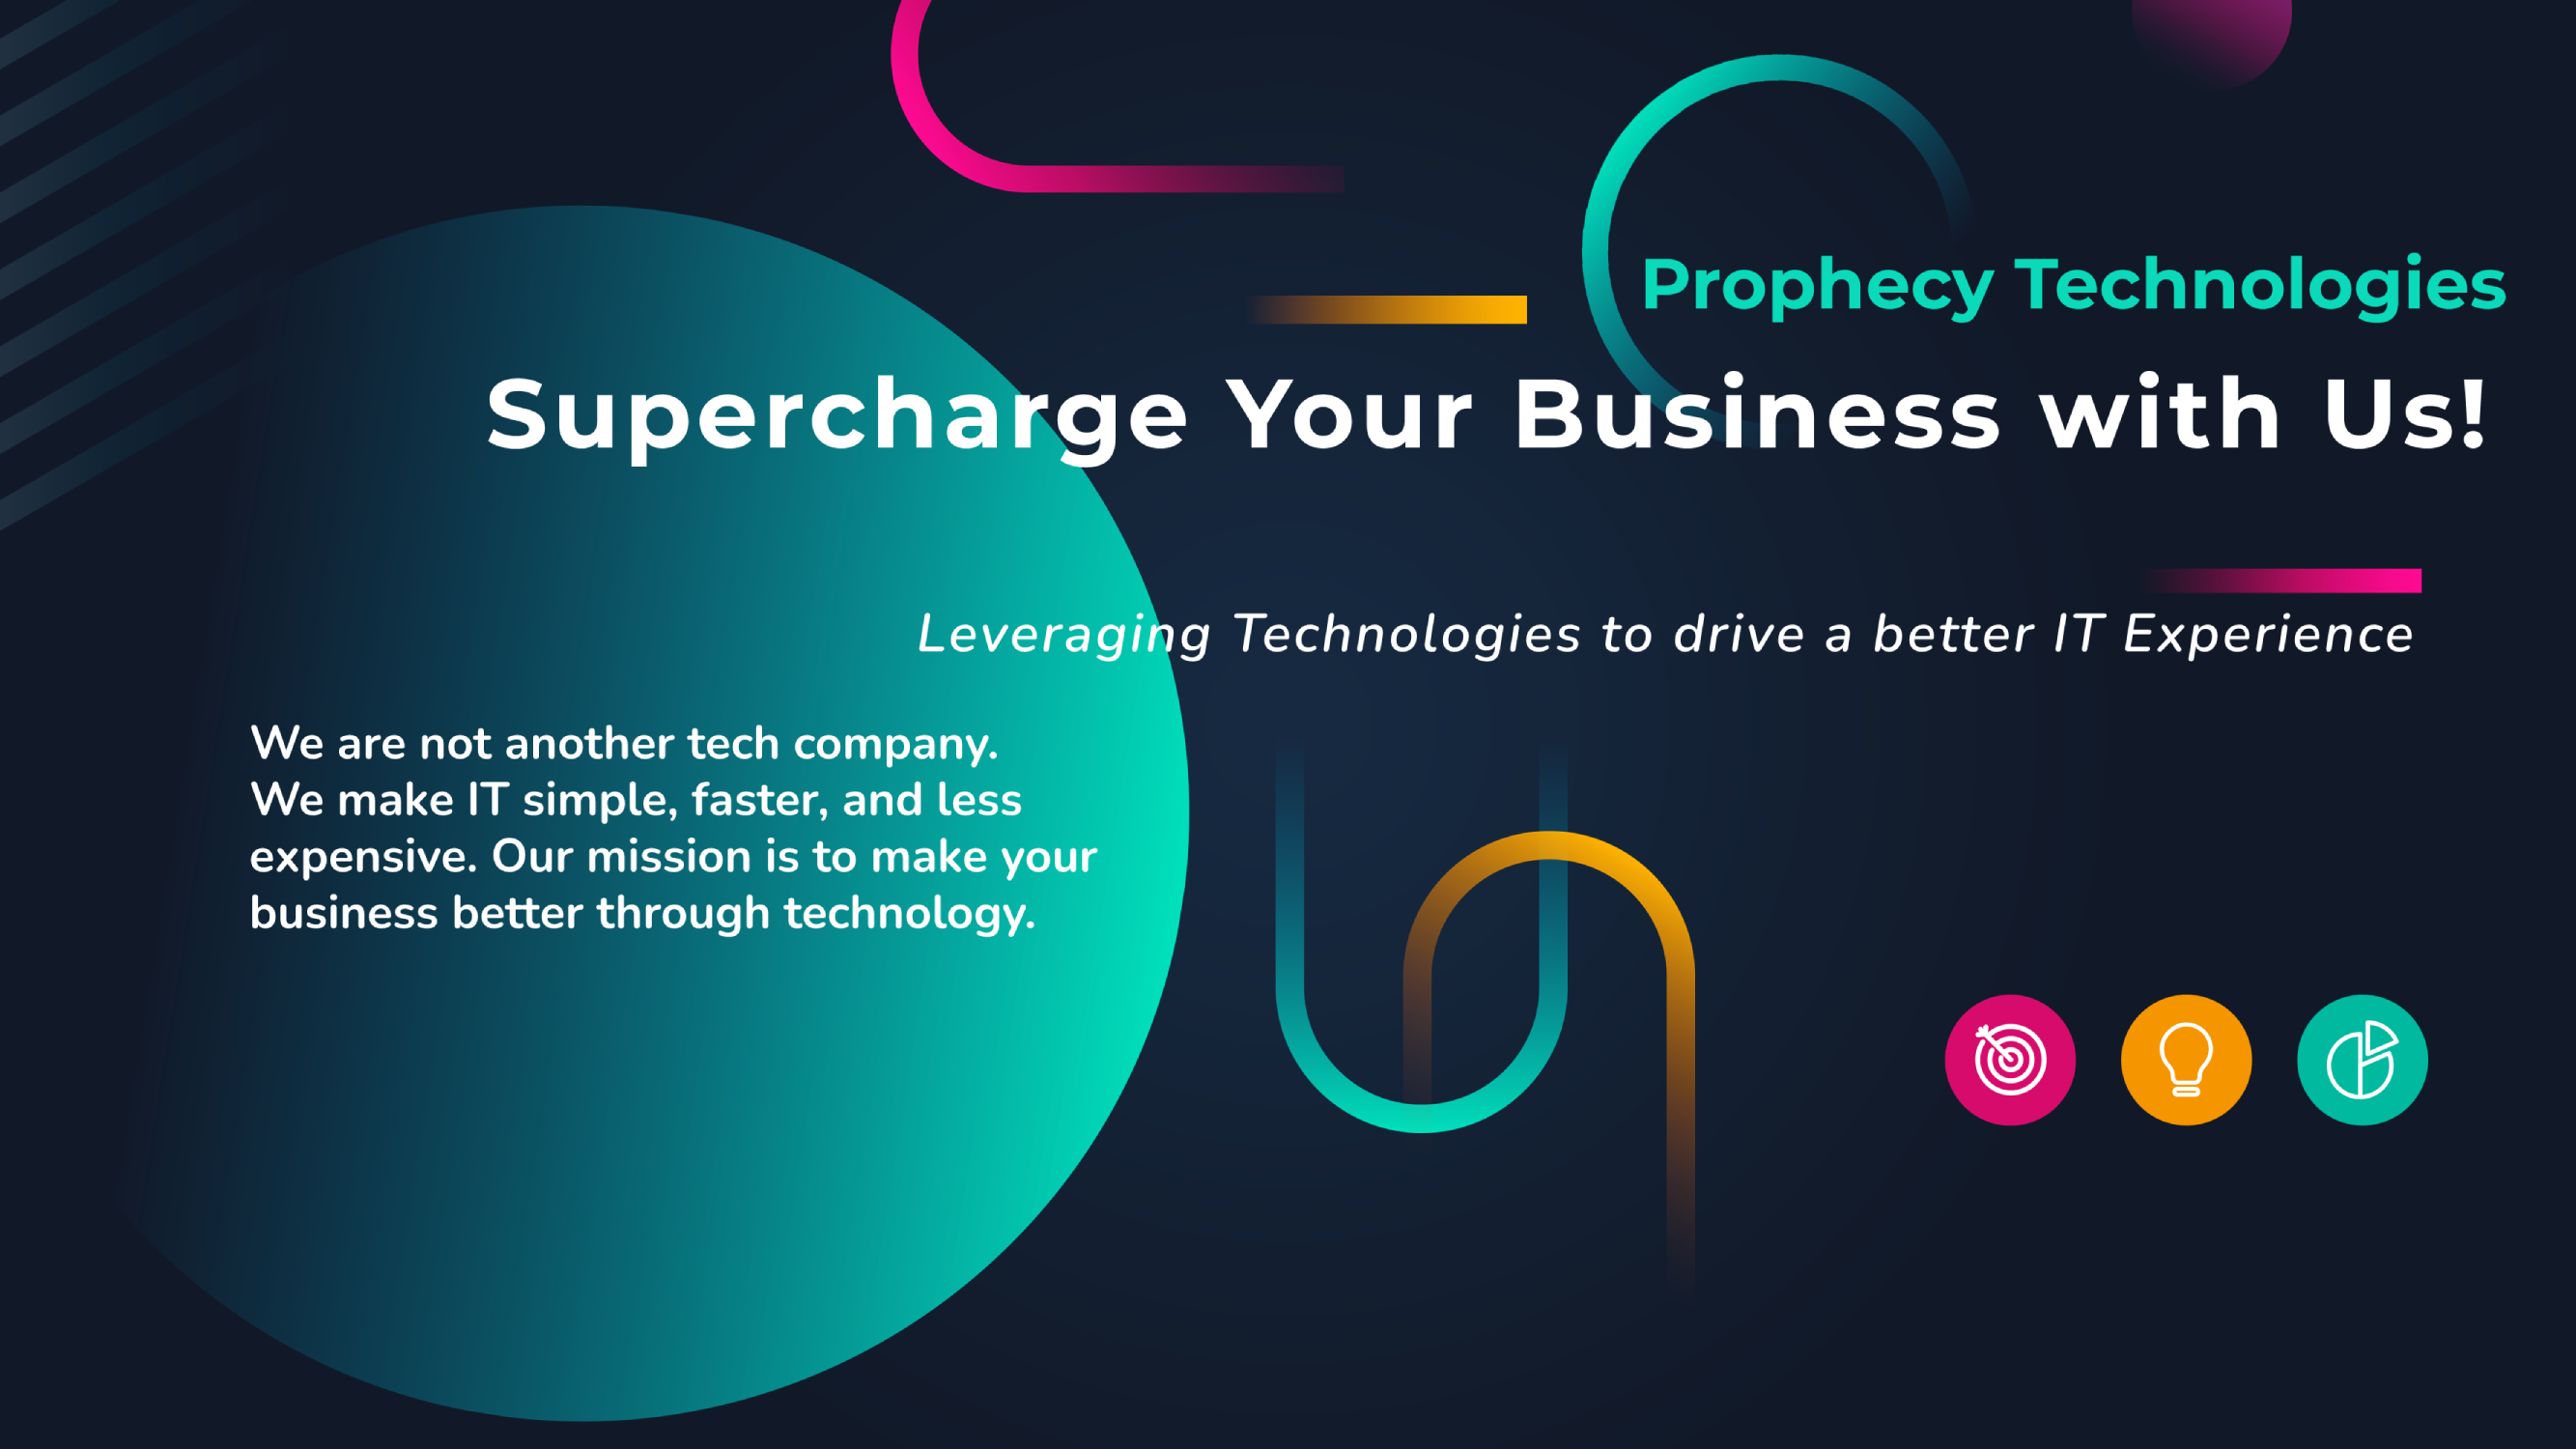 Prophecy Technologies
Supercharge Your Business with Us!
Leveraging Technologies to drive a better IT Experience
We are not another tech company.
We make IT simple, faster, and less
expensive. Our mission is to make your
business better through technology.